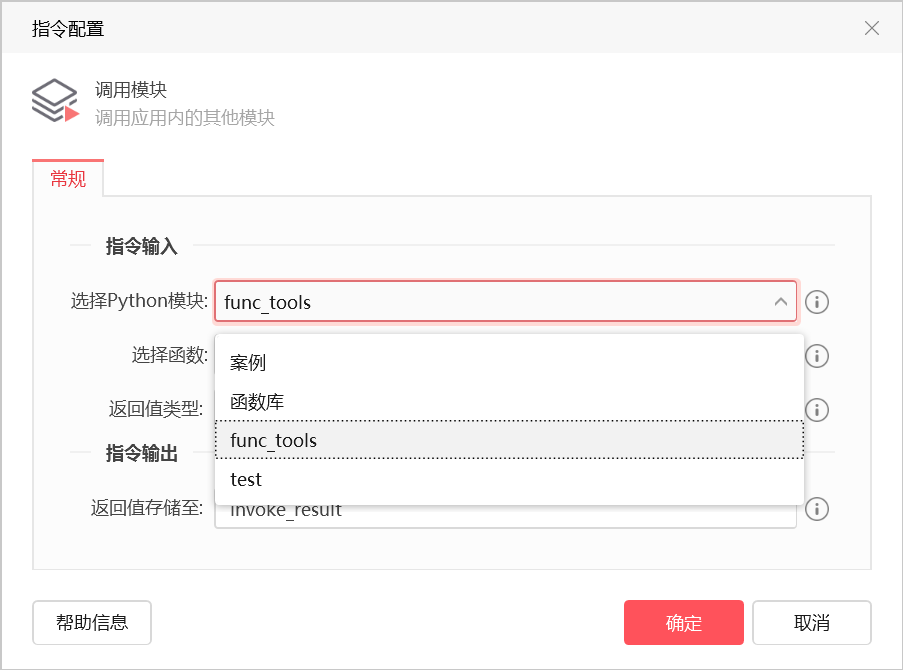 指令配置
调用模块
调用应用内的其他模块
常规
指令输入
选择Python模块: func_tools
选择函数:
案例
函数库
返回值类型:
func_tools
指令输出
test
返回值存储至: invoke_result
帮助信息 确定 取消